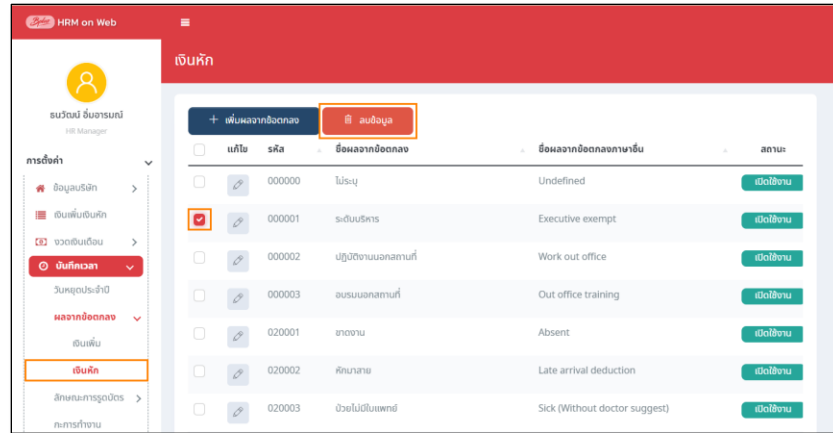 Byte HRM on Web
เงินหัก
ธนวัฒน์ อิ่มอารมณ์
HR Manager
การตั้งค่า
ข้อมูลบริษัท
เงินเพิ่มเงินหัก
งวดเงินเดือน
บันทึกเวลา
วันหยุดประจำปี
ผลจากข้อตกลง
เงินเพิ่ม
เงินหัก
ลักษณะการรูดบัตร
กะการทำงาน
เพิ่มผลจากข้อตกลง ลบข้อมูล
แก้ไข รหัส ชื่อผลจากข้อตกลง ชื่อผลจากข้อตกลงภาษาอื่น สถานะ
000000 ไม่ระบุ Undefined เปิดใช้งาน
000001 ระดับบริหาร Executive exempt เปิดใช้งาน
000002 ปฏิบัติงานนอกสถานที่ Work out office เปิดใช้งาน
000003 อบรมนอกสถานที่ Out office training เปิดใช้งาน
020001 ขาดงาน Absent เปิดใช้งาน
020002 หักมาสาย Late arrival deduction เปิดใช้งาน
020003 ป่วยไม่มีใบแพทย์ Sick (Without doctor suggest) เปิดใช้งาน